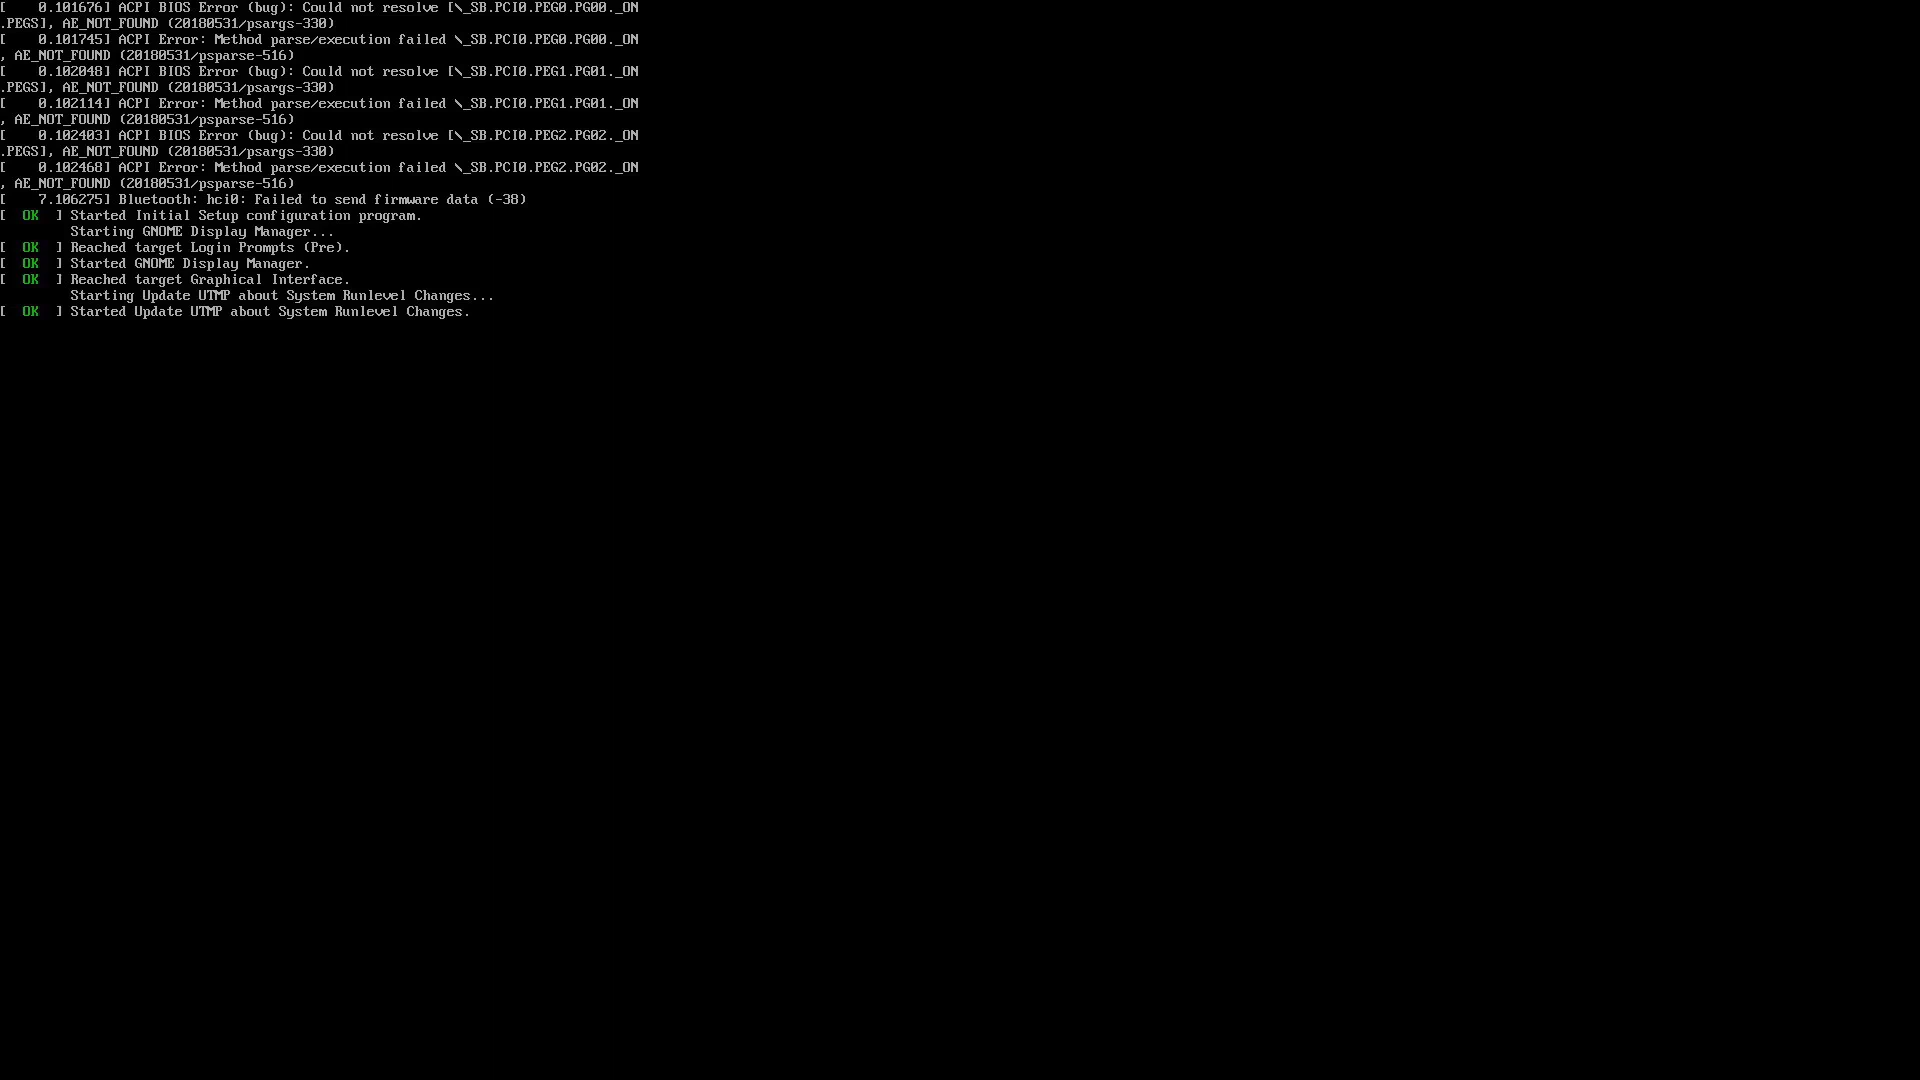 [    0.101676] ACPI BIOS Error (bug): Could not resolve [\_SB.PCI0.PEG0.PG00._ON
.PEGS], AE_NOT_FOUND (20180531/psargs-330)
[    0.101745] ACPI Error: Method parse/execution failed \_SB.PCI0.PEG0.PG00._ON
, AE_NOT_FOUND (20180531/psparse-516)
[    0.102048] ACPI BIOS Error (bug): Could not resolve [\_SB.PCI0.PEG1.PG01._ON
.PEGS], AE_NOT_FOUND (20180531/psargs-330)
[    0.102114] ACPI Error: Method parse/execution failed \_SB.PCI0.PEG1.PG01._ON
, AE_NOT_FOUND (20180531/psparse-516)
[    0.102403] ACPI BIOS Error (bug): Could not resolve [\_SB.PCI0.PEG2.PG02._ON
.PEGS], AE_NOT_FOUND (20180531/psargs-330)
[    0.102468] ACPI Error: Method parse/execution failed \_SB.PCI0.PEG2.PG02._ON
, AE_NOT_FOUND (20180531/psparse-516)
[    7.106275] Bluetooth: hci0: Failed to send firmware data (-38)
[  OK  ] Started Initial Setup configuration program.
         Starting GNOME Display Manager...
[  OK  ] Reached target Login Prompts (Pre).
[  OK  ] Started GNOME Display Manager.
[  OK  ] Reached target Graphical Interface.
         Starting Update UTMP about System Runlevel Changes...
[  OK  ] Started Update UTMP about System Runlevel Changes.